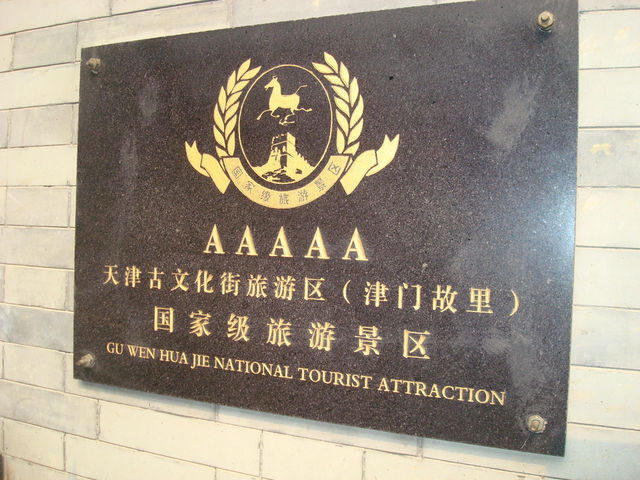 国家级旅游景区
AAAAA
天津古文化街旅游区（津门故里）
国家级旅游景区
GU WEN HUA JIE NATIONAL TOURIST ATTRACTION